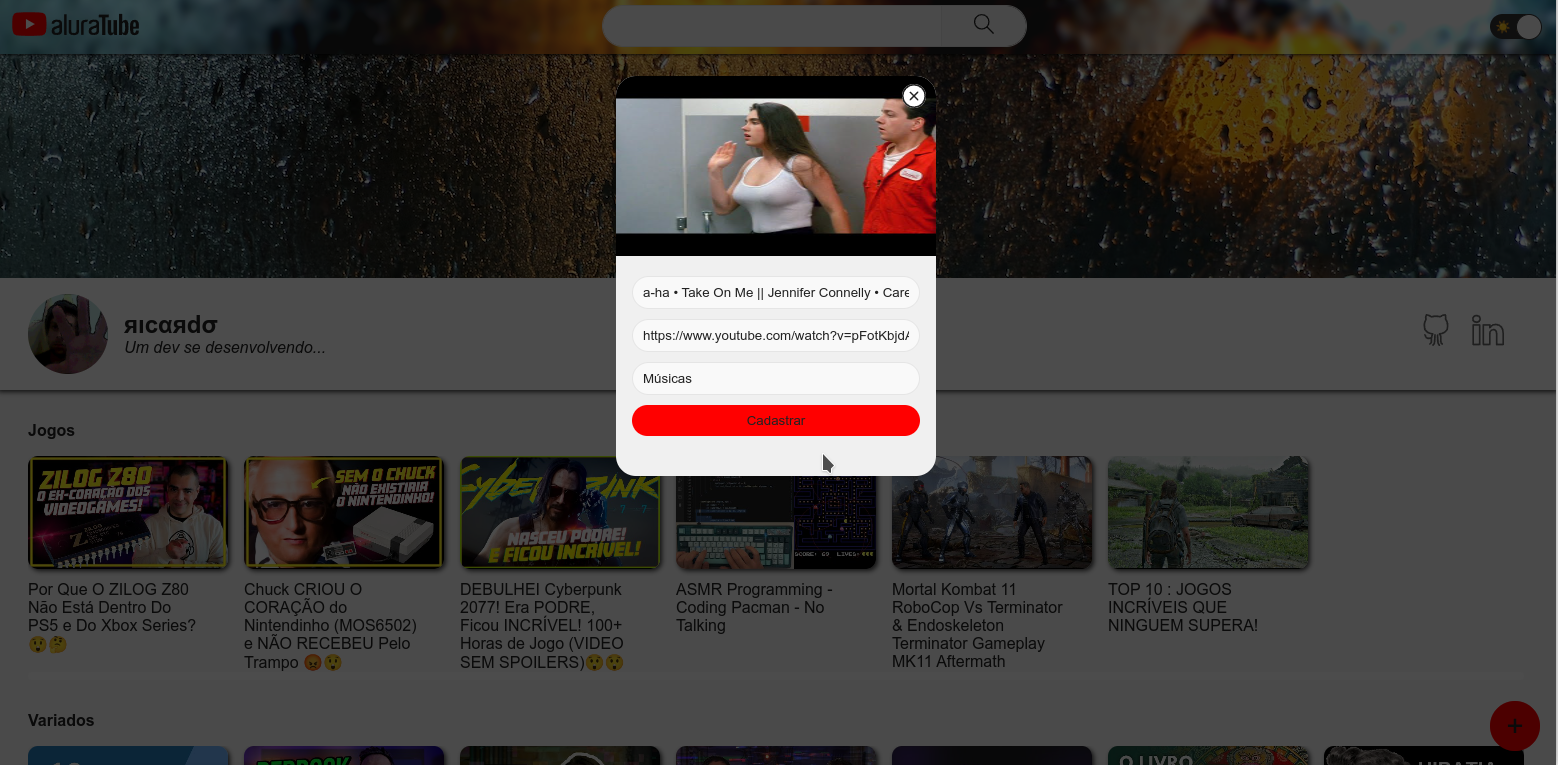 aluraTube
a-ha • Take On Me || Jennifer Connelly • Care
https://www.youtube.com/watch?v=pFotKbjdA
Músicas
Cadastrar
яιcαядσ
Um dev se desenvolvendo...
Jogos
ZILOG Z80
O EX-CORAÇÃO DOS
VIDEOGAMES!
SEM O CHUCK
NÃO EXISTIRIA
O NINTENDINHO!
NASCEU PODRE!
E FICOU INCRÍVEL!
SCORE: 69 LIVES:
Por Que O ZILOG Z80
Não Está Dentro Do
PS5 e Do Xbox Series?
😲🤔
Chuck CRIOU O
CORAÇÃO do
Nintendinho (MOS6502)
e NÃO RECEBEU Pelo
Trampo 😡😲
DEBULHEI Cyberpunk
2077! Era PODRE,
Ficou INCRÍVEL! 100+
Horas de Jogo (VIDEO
SEM SPOILERS)😲😲
ASMR Programming -
Coding Pacman - No
Talking
Mortal Kombat 11
RoboCop Vs Terminator
& Endoskeleton
Terminator Gameplay
MK11 Aftermath
TOP 10 : JOGOS
INCRÍVEIS QUE
NINGUEM SUPERA!
Variados
O LIVRO